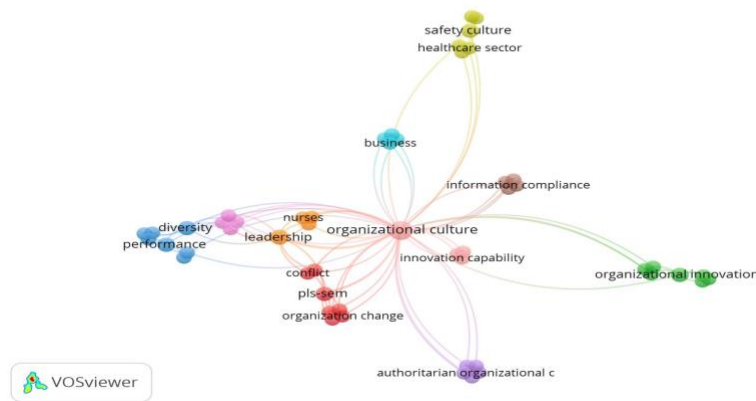 safety culture
healthcare sector
business
information compliance
nurses
diversity
organizational culture
leadership
performance
innovation capability
conflict
organizational innovation
pls-sem
organization change
authoritarian organizational c
VOSviewer